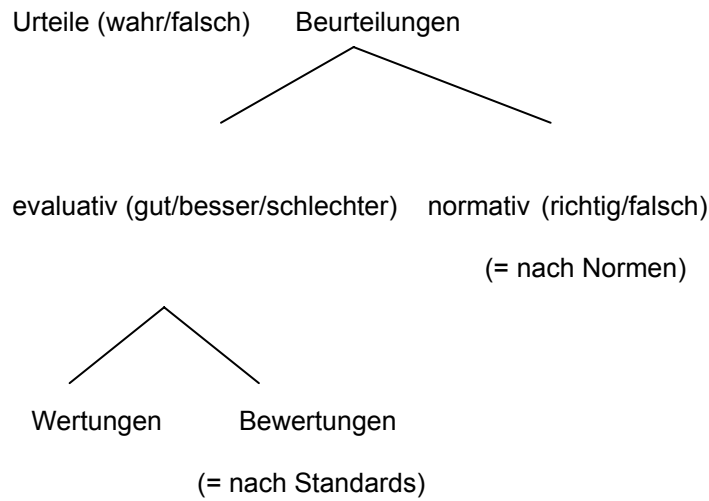 Urteile (wahr/falsch) Beurteilungen
evaluativ (gut/besser/schlechter) normativ (richtig/falsch)
(= nach Normen)
Wertungen Bewertungen
(= nach Standards)